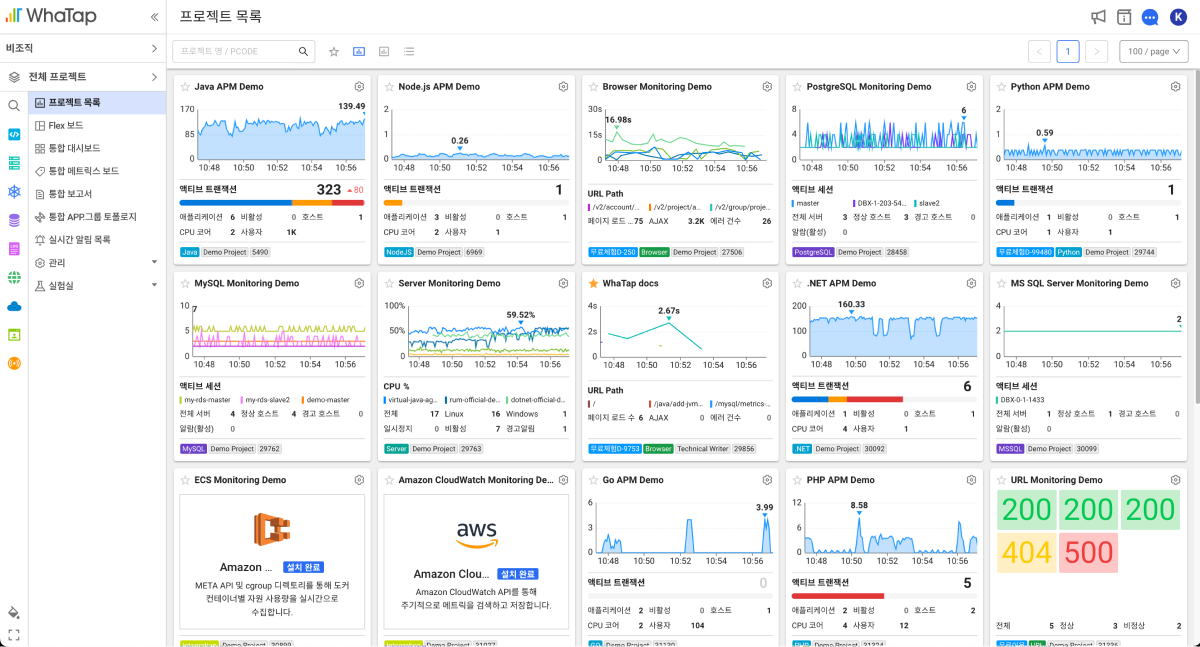 WhaTap
프로젝트 목록
K
비조직
프로젝트 명 / PCODE
1
100 / page
전체 프로젝트
프로젝트 목록
Flex 보드
통합 대시보드
통합 메트릭스 보드
통합 보고서
통합 APP그룹 토폴로지
실시간 알림 목록
관리
실험실
Java APM Demo
139.49
170
85
0
10:48 10:50 10:52 10:54 10:56
액티브 트랜잭션 323 80
애플리케이션 6 비활성 0 호스트 1
CPU 코어 2 사용자 1K
Java Demo Project 5490
Node.js APM Demo
2
1
0
0.26
10:48 10:50 10:52 10:54 10:56
액티브 트랜잭션 1
애플리케이션 3 비활성 0 호스트 1
CPU 코어 2 사용자 1
NodeJS Demo Project 6969
Browser Monitoring Demo
30s
15s
0
16.98s
10:48 10:50 10:52 10:54 10:56
URL Path
/v2/account/... /v2/project/a... /v2/group/proje...
페이지 로드 ... 75 AJAX 3.2K 에러 건수 26
무료체험D-250 Browser Demo Project 27506
PostgreSQL Monitoring Demo
8
4
0
6
10:48 10:50 10:52 10:54 10:56
액티브 세션
master DBX-1-203-54... slave2
전체 서버 3 정상 호스트 3 경고 호스트 0
알람(활성) 0
PostgreSQL Demo Project 28458
Python APM Demo
2
1
0
0.59
10:48 10:50 10:52 10:54 10:56
액티브 트랜잭션 1
애플리케이션 1 비활성 0 호스트 1
CPU 코어 1 사용자 1
무료체험D-99480 Python Demo Project 29744
MySQL Monitoring Demo
10
5
0
7
10:48 10:50 10:52 10:54 10:56
액티브 세션
my-rds-master my-rds-slave2 demo-master
전체 서버 4 정상 호스트 4 경고 호스트 0
알람(활성) 0
MySQL Demo Project 29762
Server Monitoring Demo
100%
50%
0
59.52%
10:48 10:50 10:52 10:54 10:56
CPU %
virtual-java-ag... rum-official-de... dotnet-official-d...
전체 17 Linux 16 Windows 1
일시정지 0 비활성 7 경고알림 1
Server Demo Project 29763
WhaTap docs
4s
2s
0
2.67s
10:48 10:50 10:52 10:54 10:56
URL Path
/ /java/add-jvm... /mysql/metrics-...
페이지 로드 수 6 AJAX 0 에러 건수 0
무료체험D-9753 Browser Technical Writer 29856
.NET APM Demo
200
100
0
160.33
10:48 10:50 10:52 10:54 10:56
액티브 트랜잭션 6
애플리케이션 1 비활성 0 호스트 1
CPU 코어 4 사용자 1
.NET Demo Project 30092
MS SQL Server Monitoring Demo
4
2
0
2
10:48 10:50 10:52 10:54 10:56
액티브 세션
DBX-0-1-1433
전체 서버 1 정상 호스트 1 경고 호스트 0
알람(활성) 0
MSSQL Demo Project 30099
ECS Monitoring Demo
Amazon ... 설치 완료
META API 및 cgroup 디렉토리를 통해 도커
컨테이너별 자원 사용량을 실시간으로
수집합니다.
Demo Project 30899
Amazon CloudWatch Monitoring De...
aws
Amazon Clou... 설치 완료
Amazon CloudWatch API를 통해
주기적으로 메트릭을 검색하고 저장합니다.
Demo Project 31027
Go APM Demo
6
3
0
3.99
10:48 10:50 10:52 10:54 10:56
액티브 트랜잭션 0
애플리케이션 2 비활성 0 호스트 1
CPU 코어 2 사용자 104
GO Demo Project 31120
PHP APM Demo
12
6
0
8.58
10:48 10:50 10:52 10:54 10:56
액티브 트랜잭션 5
애플리케이션 2 비활성 0 호스트 2
CPU 코어 4 사용자 12
PHP Demo Project 31324
URL Monitoring Demo
200 200 200
404 500
전체 5 정상 3 비정상 2
URL Demo Project 31336